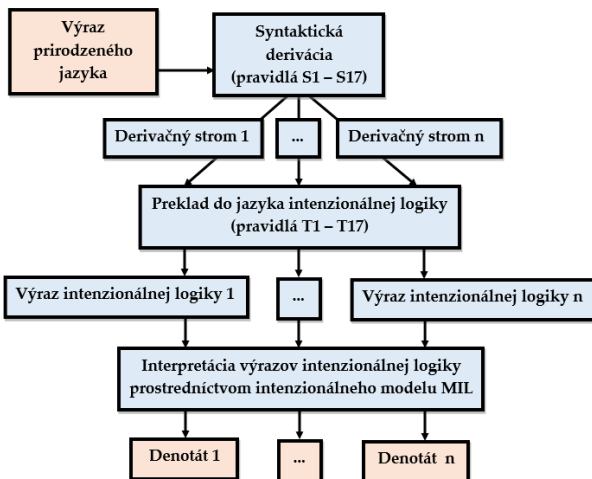 Výraz
prirodzeného
jazyka
Syntaktická
derivácia
(pravidlá S1 – S17)
Derivačný strom 1
...
Derivačný strom n
Preklad do jazyka intenzionálnej logiky
(pravidlá T1 – T17)
Výraz intenzionálnej logiky 1
...
Výraz intenzionálnej logiky n
Interpretácia výrazov intenzionálnej logiky
prostredníctvom intenzionálneho modelu MIL
Denotát 1
...
Denotát n